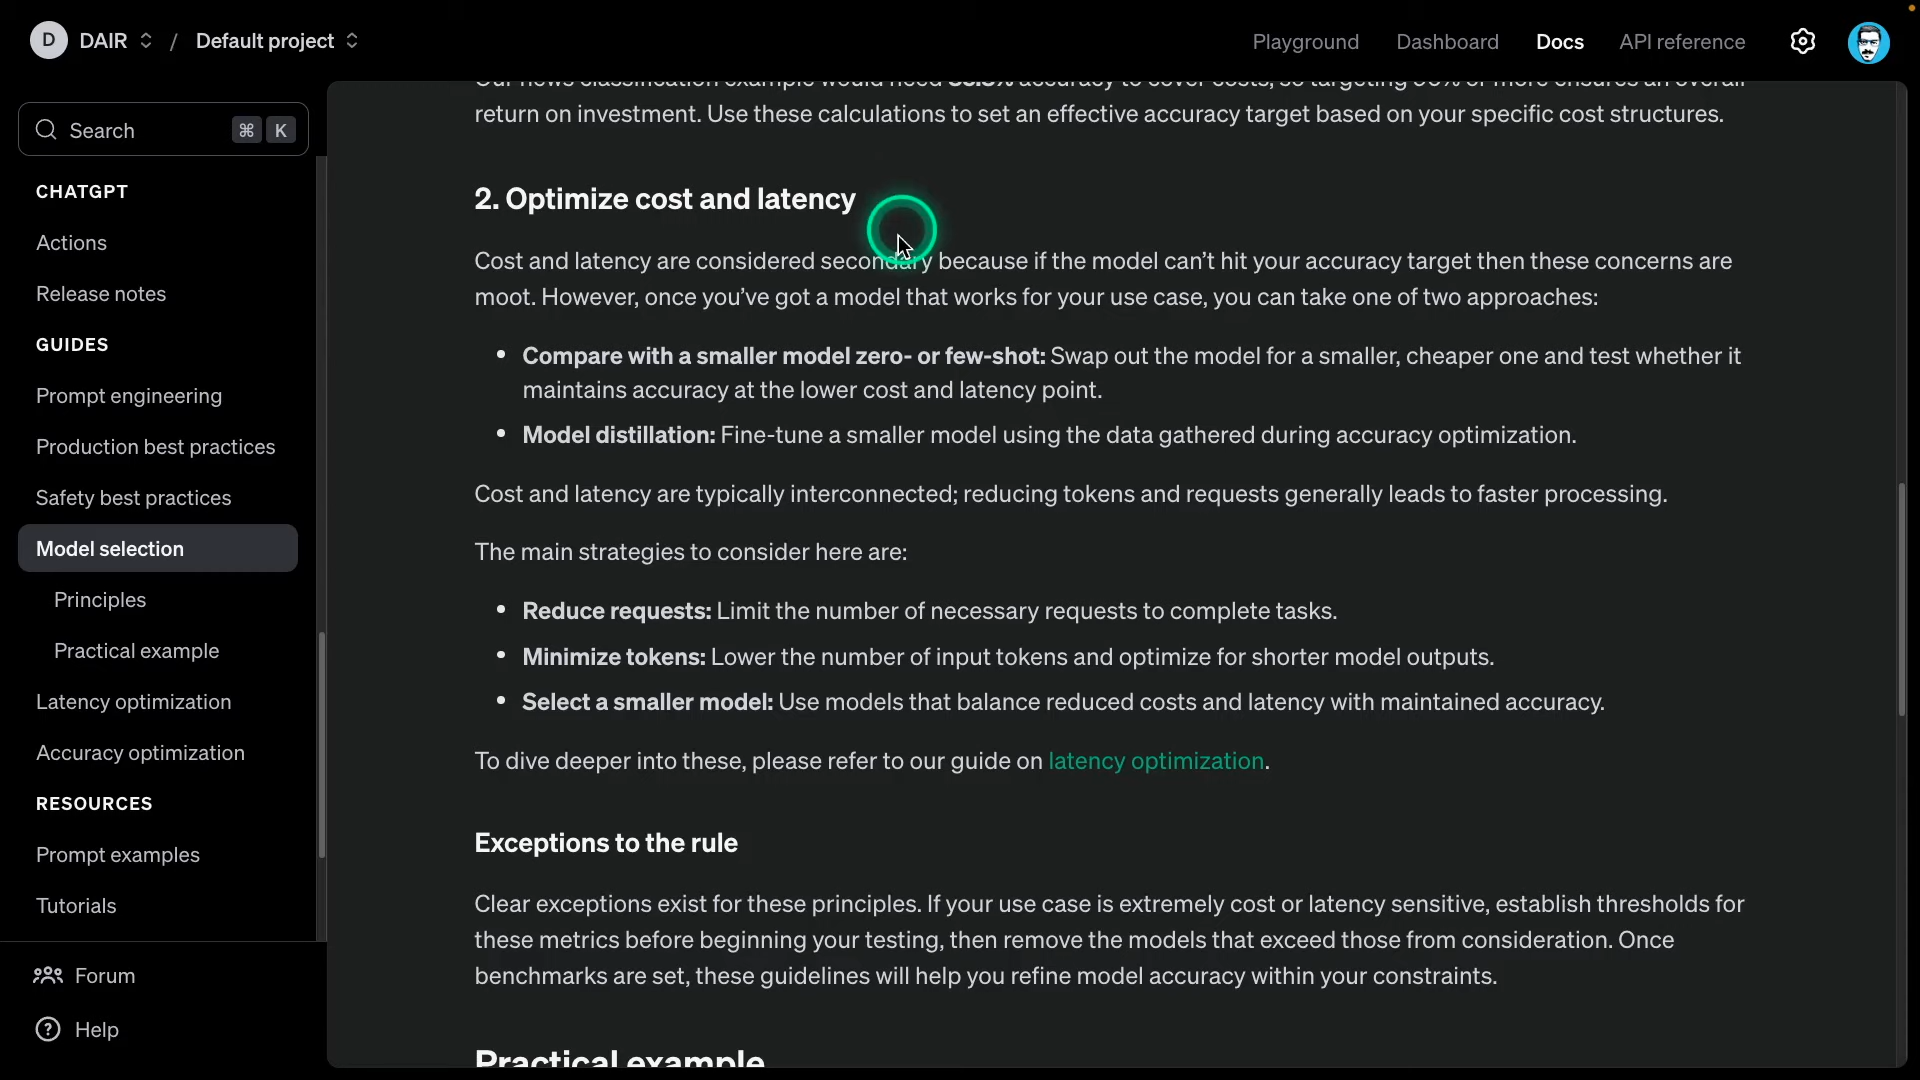 D DAIR / Default project
Playground Dashboard Docs API reference
Search ⌘ K
CHATGPT
Actions
Release notes
GUIDES
Prompt engineering
Production best practices
Safety best practices
Model selection
Principles
Practical example
Latency optimization
Accuracy optimization
RESOURCES
Prompt examples
Tutorials
Forum
Help
return on investment. Use these calculations to set an effective accuracy target based on your specific cost structures.
2. Optimize cost and latency
Cost and latency are considered secondary because if the model can’t hit your accuracy target then these concerns are
moot. However, once you’ve got a model that works for your use case, you can take one of two approaches:
• Compare with a smaller model zero- or few-shot: Swap out the model for a smaller, cheaper one and test whether it
maintains accuracy at the lower cost and latency point.
• Model distillation: Fine-tune a smaller model using the data gathered during accuracy optimization.
Cost and latency are typically interconnected; reducing tokens and requests generally leads to faster processing.
The main strategies to consider here are:
• Reduce requests: Limit the number of necessary requests to complete tasks.
• Minimize tokens: Lower the number of input tokens and optimize for shorter model outputs.
• Select a smaller model: Use models that balance reduced costs and latency with maintained accuracy.
To dive deeper into these, please refer to our guide on latency optimization.
Exceptions to the rule
Clear exceptions exist for these principles. If your use case is extremely cost or latency sensitive, establish thresholds for
these metrics before beginning your testing, then remove the models that exceed those from consideration. Once
benchmarks are set, these guidelines will help you refine model accuracy within your constraints.
Practical example